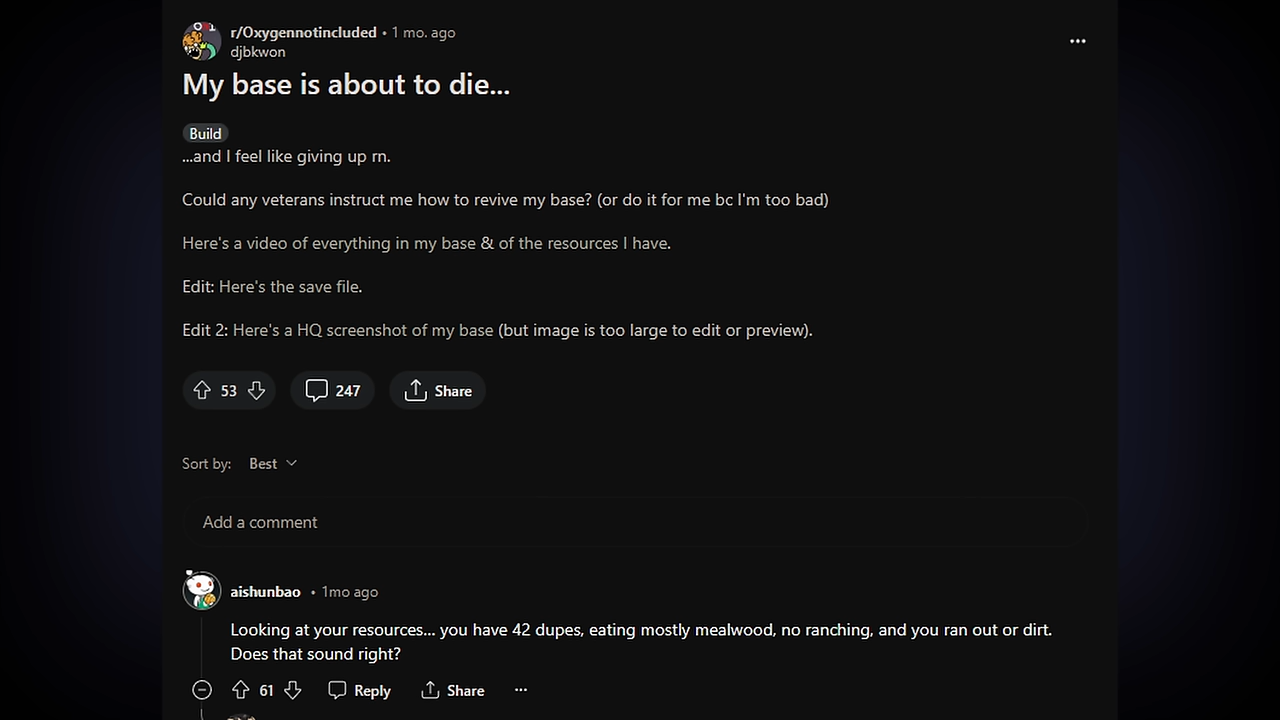 r/Oxygennotincluded • 1 mo. ago
djbkwon
My base is about to die...
Build
...and I feel like giving up rn.
Could any veterans instruct me how to revive my base? (or do it for me bc I'm too bad)
Here's a video of everything in my base & of the resources I have.
Edit: Here's the save file.
Edit 2: Here's a HQ screenshot of my base (but image is too large to edit or preview).
53 247 Share
Sort by: Best
Add a comment
aishunbao • 1mo ago
Looking at your resources... you have 42 dupes, eating mostly mealwood, no ranching, and you ran out or dirt.
Does that sound right?
61 Reply Share ...